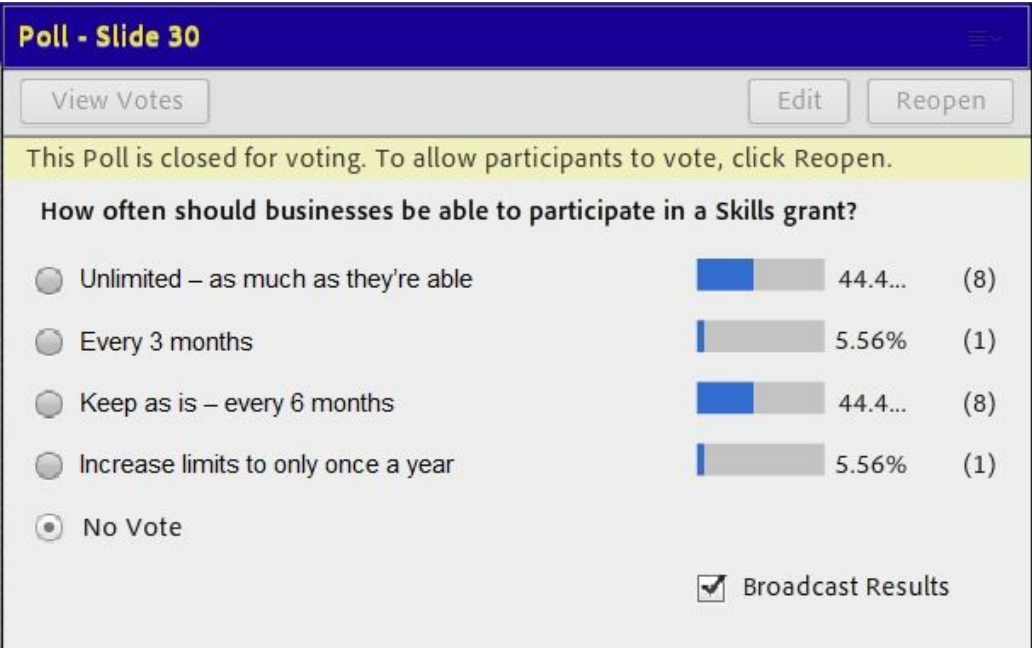 Poll - Slide 30
View Votes Edit Reopen
This Poll is closed for voting. To allow participants to vote, click Reopen.
How often should businesses be able to participate in a Skills grant?
Unlimited – as much as they're able 44.4... (8)
Every 3 months 5.56% (1)
Keep as is – every 6 months 44.4... (8)
Increase limits to only once a year 5.56% (1)
No Vote
Broadcast Results